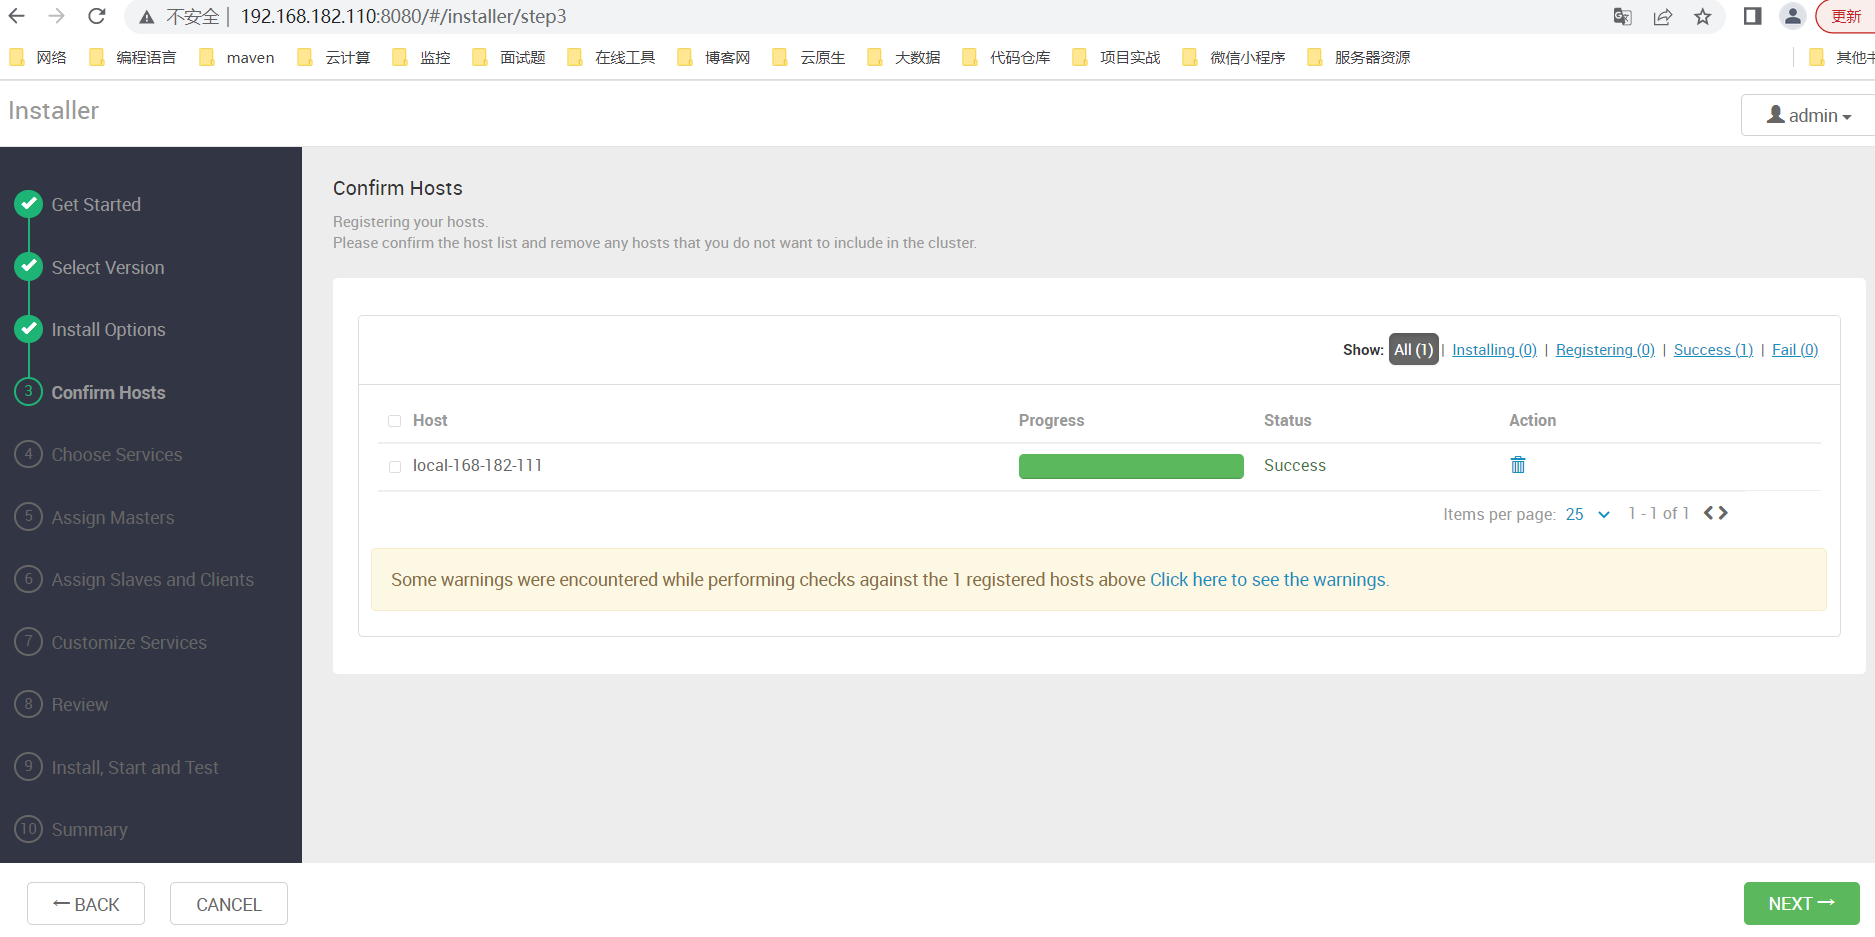 不安全 | 192.168.182.110:8080/#/installer/step3
更新
网络 编程语言 maven 云计算 监控 面试题 在线工具 博客网 云原生 大数据 代码仓库 项目实战 微信小程序 服务器资源
Installer
admin
Get Started
Select Version
Install Options
3 Confirm Hosts
4 Choose Services
5 Assign Masters
6 Assign Slaves and Clients
7 Customize Services
8 Review
9 Install, Start and Test
10 Summary
Confirm Hosts
Registering your hosts.
Please confirm the host list and remove any hosts that you do not want to include in the cluster.
Show: All (1) | Installing (0) | Registering (0) | Success (1) | Fail (0)
Host Progress Status Action
local-168-182-111 Success
Items per page: 25 1 - 1 of 1
Some warnings were encountered while performing checks against the 1 registered hosts above Click here to see the warnings.
← BACK CANCEL NEXT →